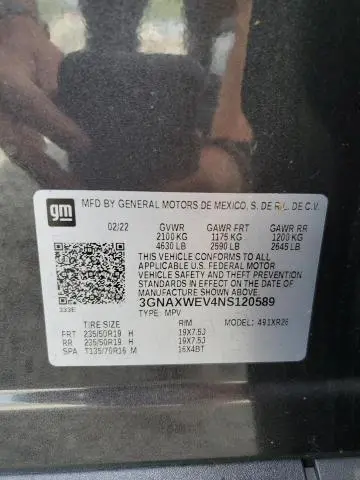 gm MFD BY GENERAL MOTORS DE MEXICO, S. DE R.L. DE C.V.
02/22 GVWR GAWR FRT GAWR RR
2100 KG 1175 KG 1200 KG
4630 LB 2590 LB 2645 LB
THIS VEHICLE CONFORMS TO ALL
APPLICABLE U.S. FEDERAL MOTOR
VEHICLE SAFETY, BUMPER, AND THEFT
PREVENTION STANDARDS IN EFFECT ON
THE DATE OF MANUFACTURE SHOWN ABOVE.
3GNAXWEV4NS120589
333E TYPE: MPV MODEL: 491XR26
TIRE SIZE RIM
FRT 235/50R19 H 19X7.5J
RR 235/50R19 H 19X7.5J
SPA T135/70R16 M 16X4BT